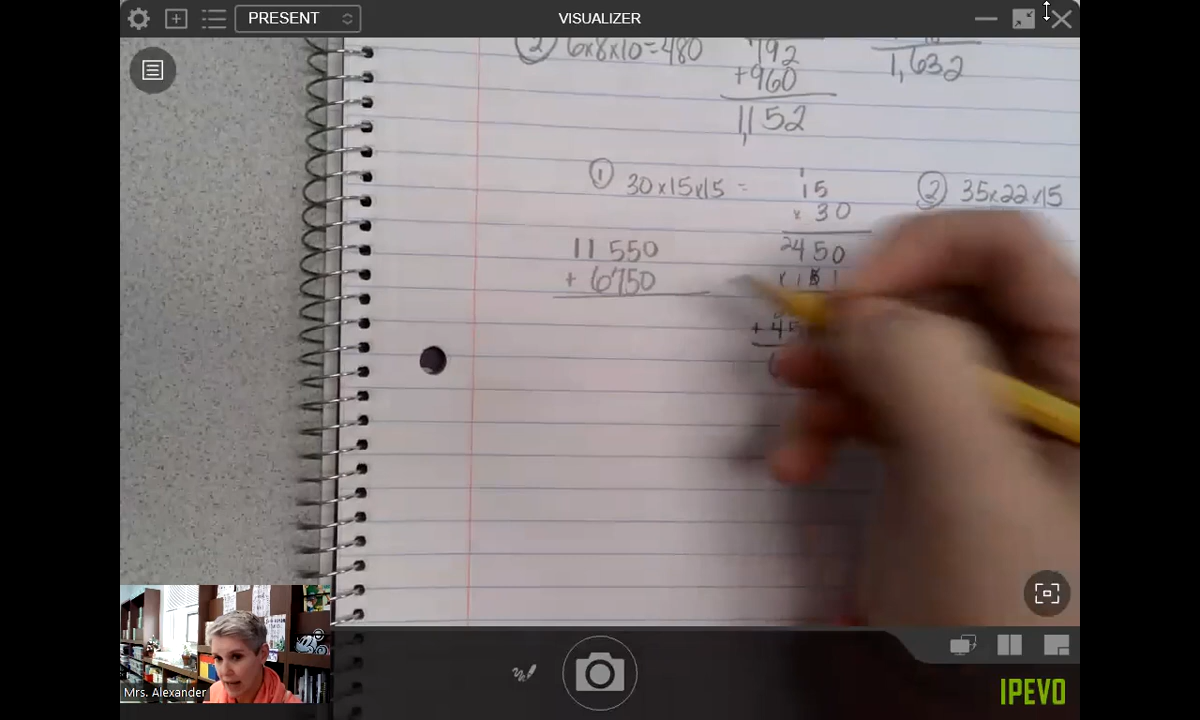 PRESENT
VISUALIZER
② 6x8x10=480
792
+960
1,152
1,632
① 30x15x15 =
15
x 30
450
② 35x22x15
11 550
+ 6750
Mrs. Alexander
IPEVO